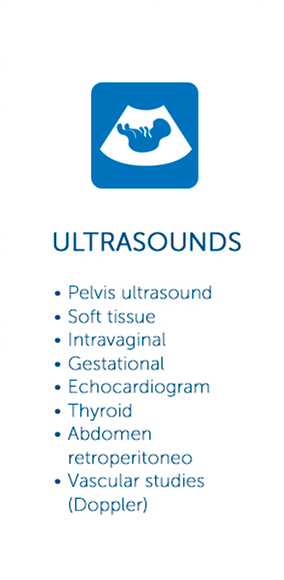 ULTRASOUNDS
• Pelvis ultrasound
• Soft tissue
• Intravaginal
• Gestational
• Echocardiogram
• Thyroid
• Abdomen
retroperitoneo
• Vascular studies
(Doppler)